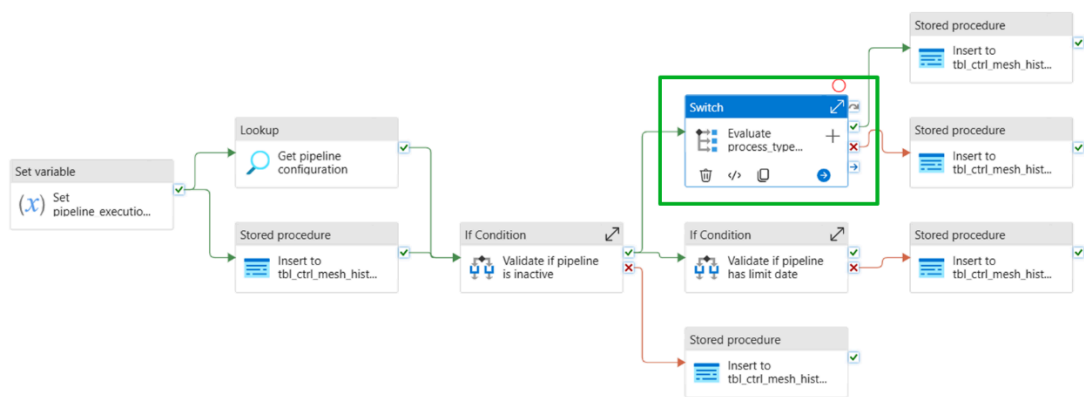 Set variable
(x) Set
pipeline_executio...
Lookup
Get pipeline
configuration
Stored procedure
Insert to
tbl_ctrl_mesh_hist...
If Condition
Validate if pipeline
is inactive
Switch
Evaluate
process_type...
If Condition
Validate if pipeline
has limit date
Stored procedure
Insert to
tbl_ctrl_mesh_hist...
Stored procedure
Insert to
tbl_ctrl_mesh_hist...
Stored procedure
Insert to
tbl_ctrl_mesh_hist...
Stored procedure
Insert to
tbl_ctrl_mesh_hist...